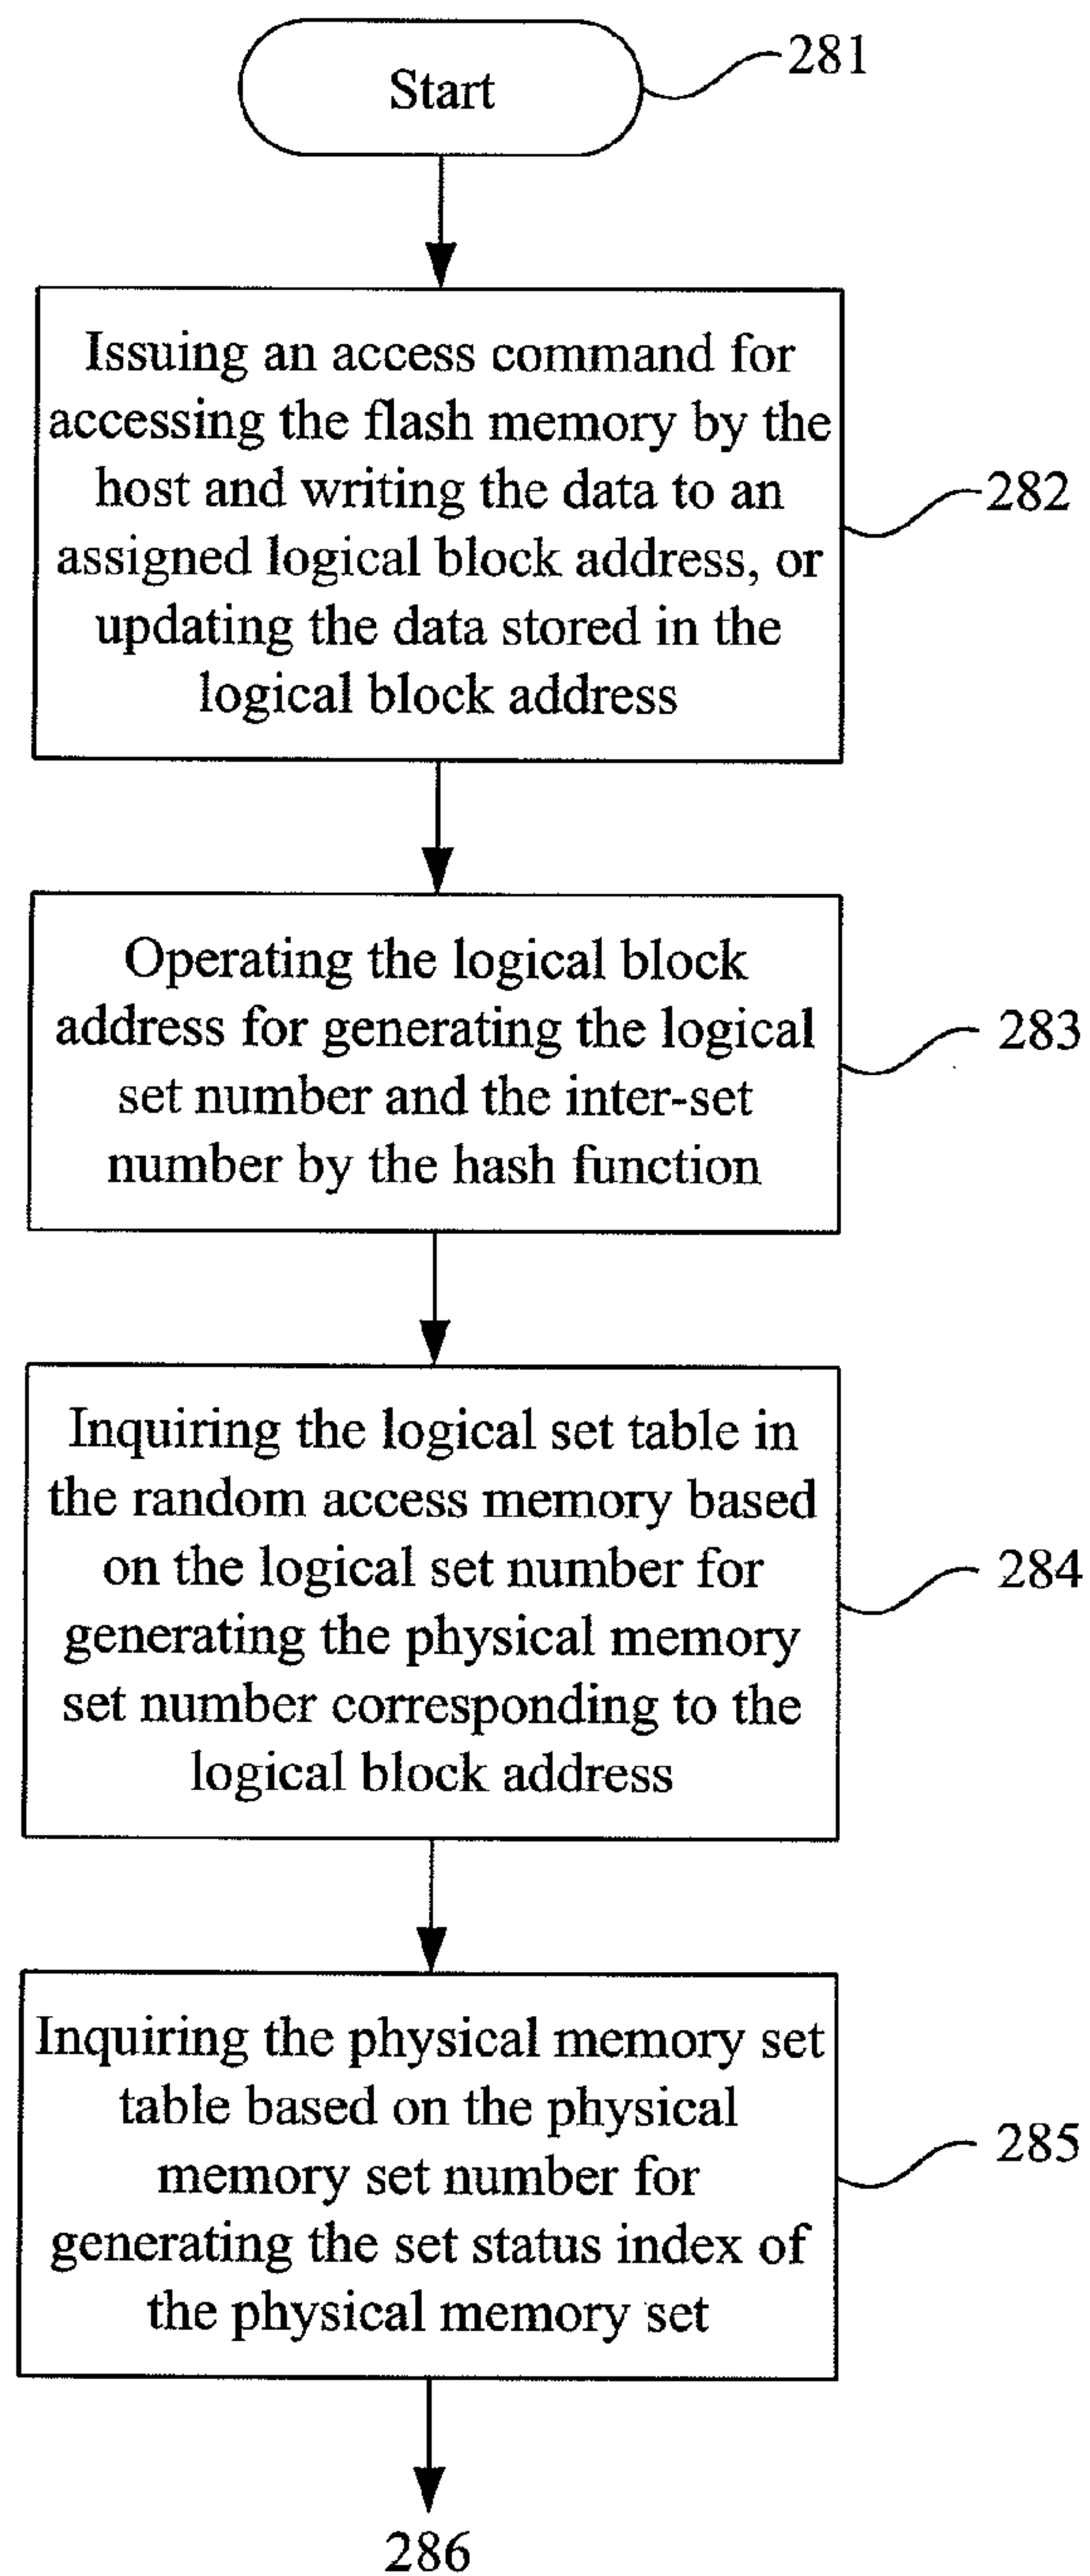 Start
281
Issuing an access command for
accessing the flash memory by the
host and writing the data to an
assigned logical block address, or
updating the data stored in the
logical block address
282
Operating the logical block
address for generating the logical
set number and the inter-set
number by the hash function
283
Inquiring the logical set table in
the random access memory based
on the logical set number for
generating the physical memory
set number corresponding to the
logical block address
284
Inquiring the physical memory set
table based on the physical
memory set number for
generating the set status index of
the physical memory set
285
286